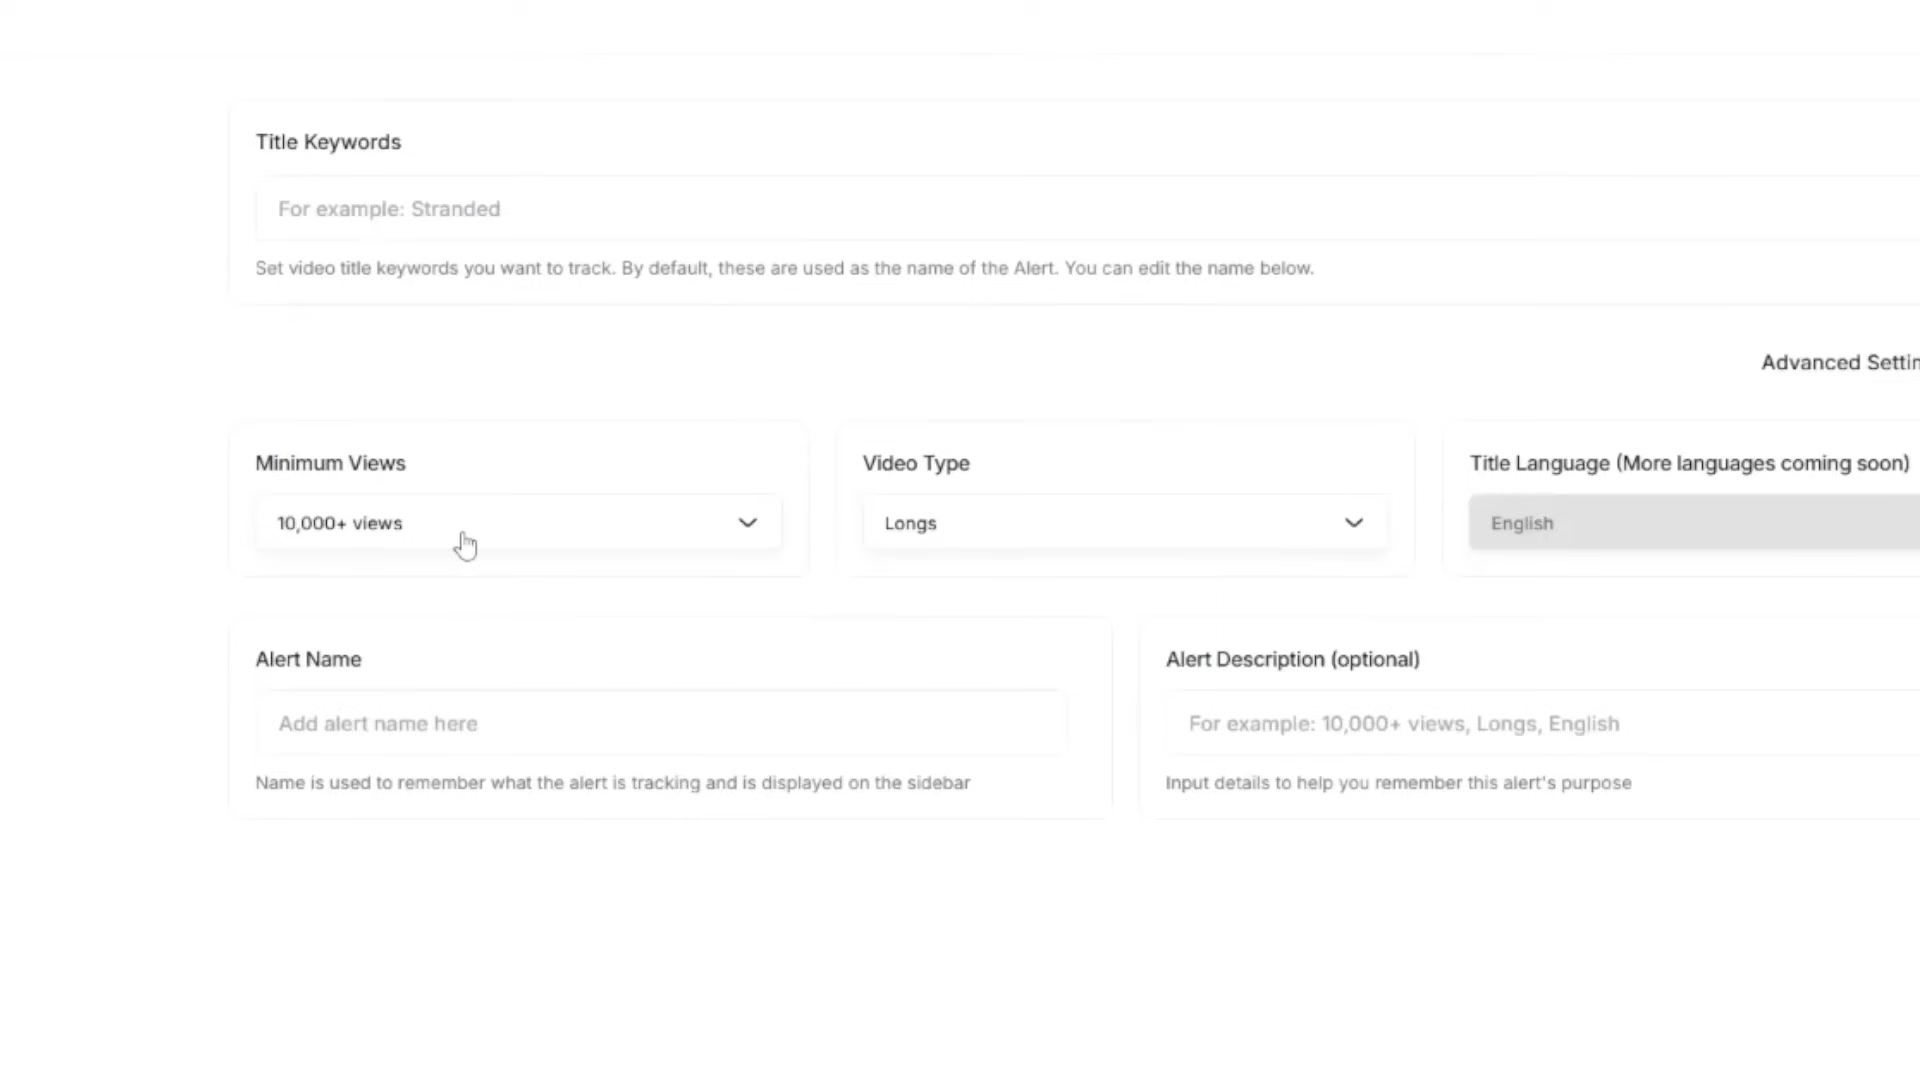 Title Keywords
For example: Stranded
Set video title keywords you want to track. By default, these are used as the name of the Alert. You can edit the name below.
Advanced Settin
Minimum Views
10,000+ views
Video Type
Longs
Title Language (More languages coming soon)
English
Alert Name
Add alert name here
Name is used to remember what the alert is tracking and is displayed on the sidebar
Alert Description (optional)
For example: 10,000+ views, Longs, English
Input details to help you remember this alert's purpose